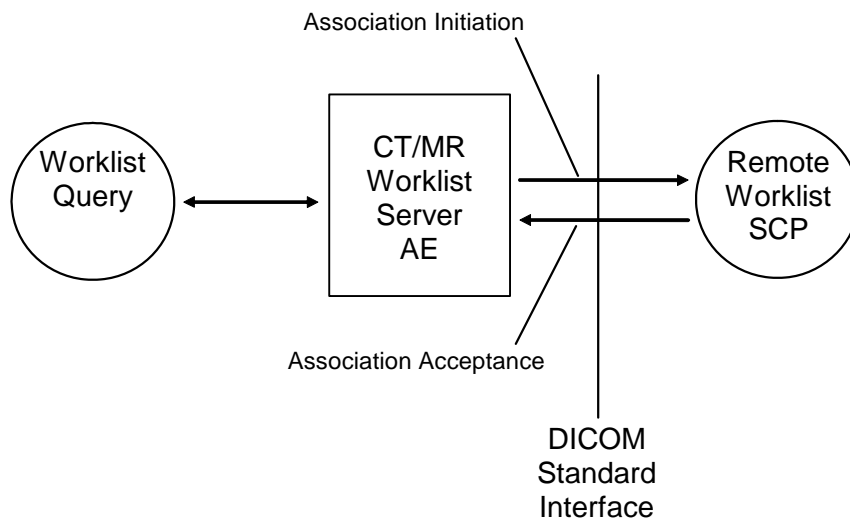 Association Initiation
Worklist
Query
CT/MR
Worklist
Server
AE
Remote
Worklist
SCP
Association Acceptance
DICOM
Standard
Interface